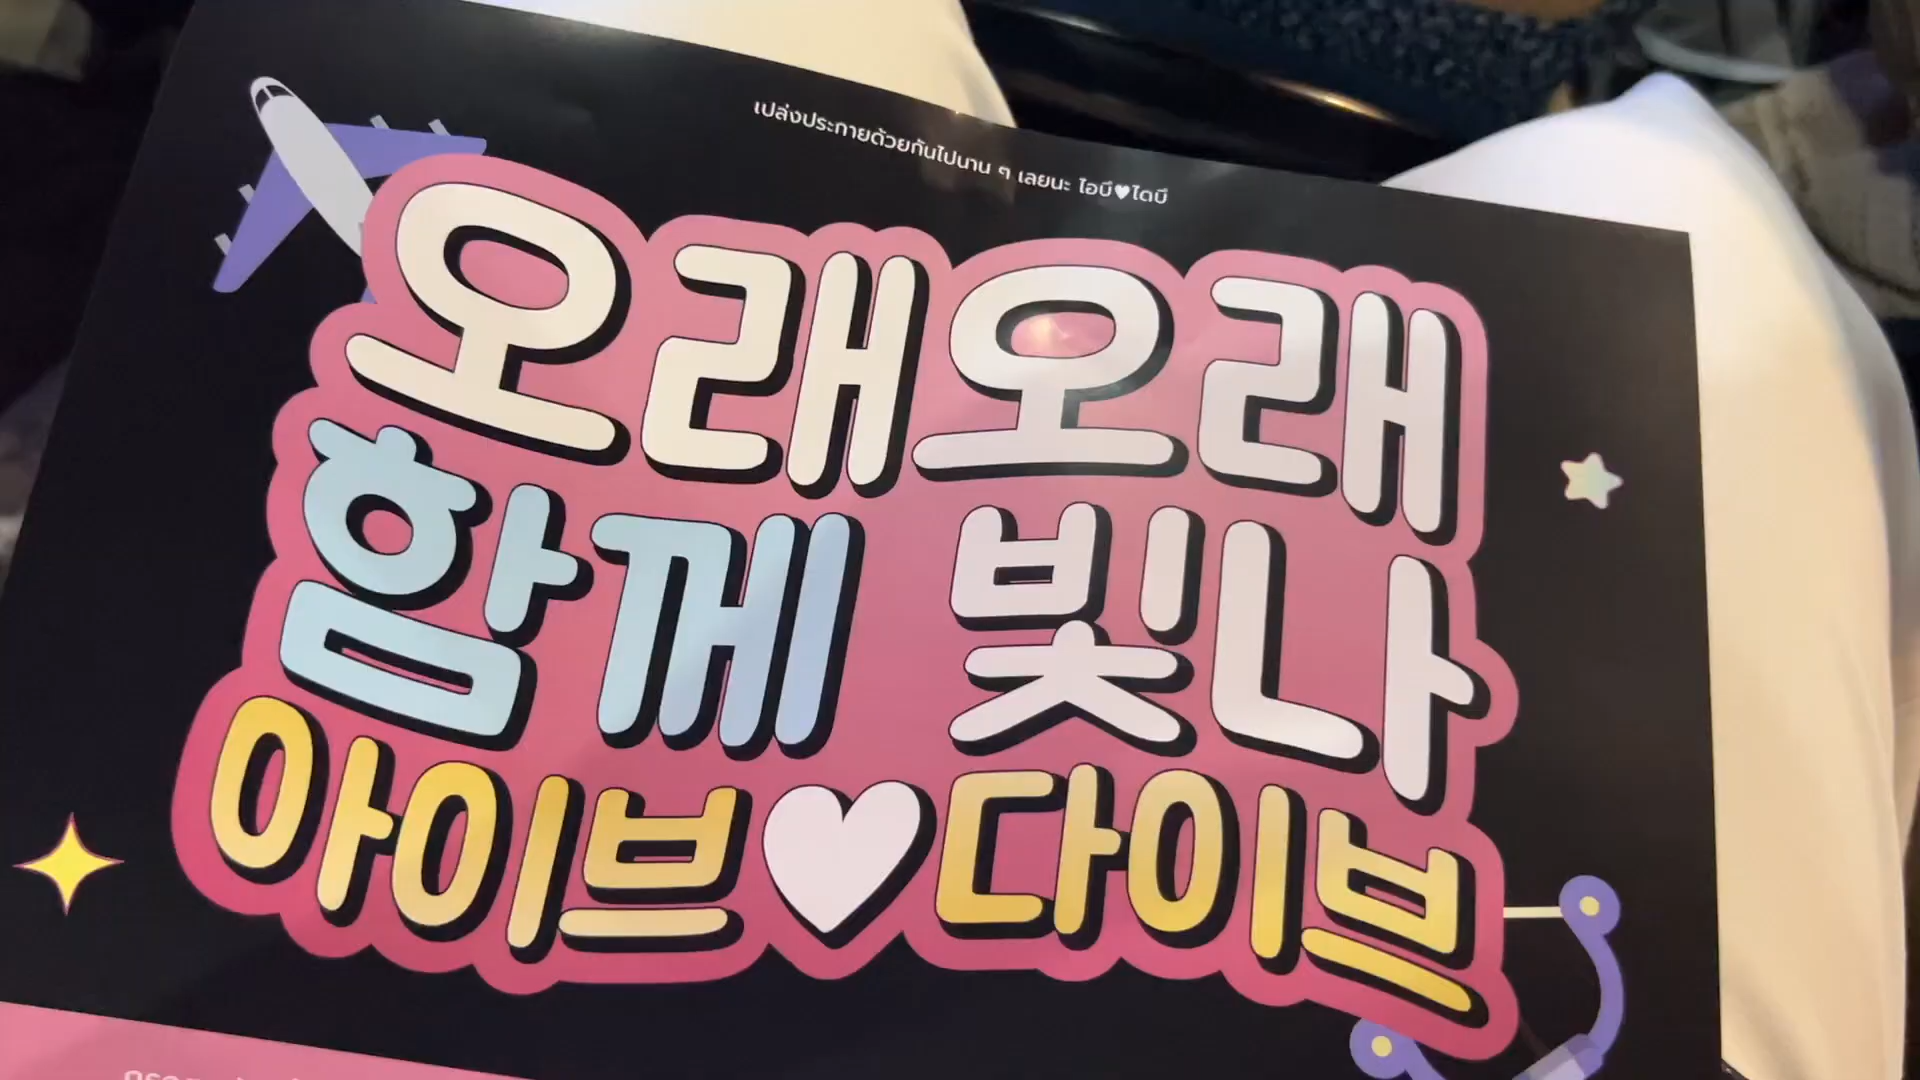 เปล่งประกายด้วยกันไปนาน ๆ เลยนะ ไอบึ♥ไดบึ
오래오래
함께 빛나
아이브♥다이브